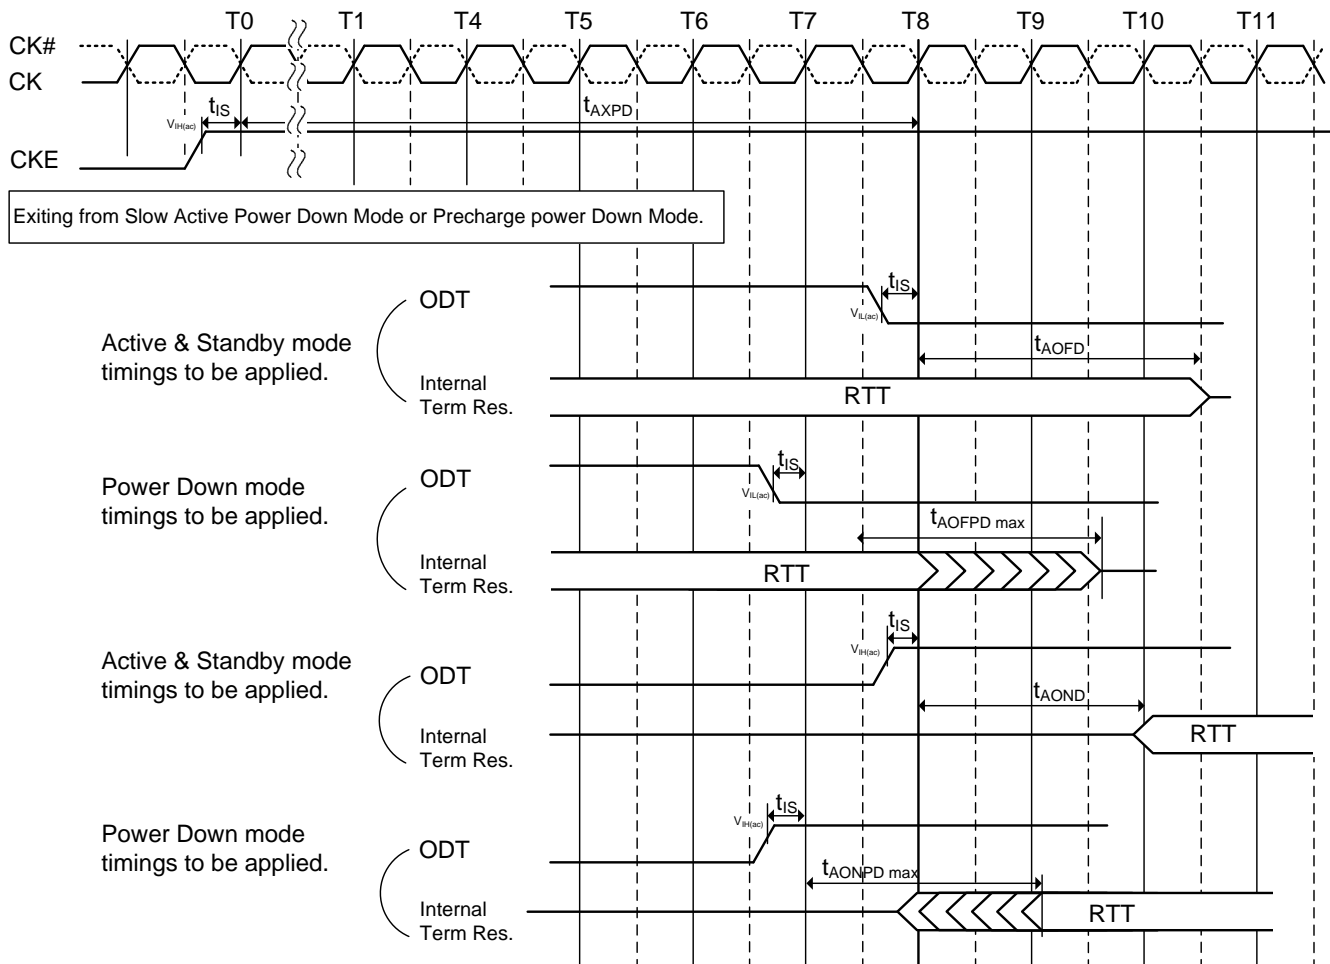 T0 T1 T4 T5 T6 T7 T8 T9 T10 T11
CK#
CK
tIS
tAXPD
VIH(ac)
CKE
Exiting from Slow Active Power Down Mode or Precharge power Down Mode.
ODT
tIS
VIL(ac)
Active & Standby mode
timings to be applied.
tAOFD
Internal
Term Res.
RTT
ODT
tIS
VIL(ac)
Power Down mode
timings to be applied.
tAOFPD max
Internal
Term Res.
RTT
tIS
VIH(ac)
Active & Standby mode
timings to be applied.
ODT
tAOND
Internal
Term Res.
RTT
tIS
VIH(ac)
Power Down mode
timings to be applied.
ODT
tAONPD max
Internal
Term Res.
RTT